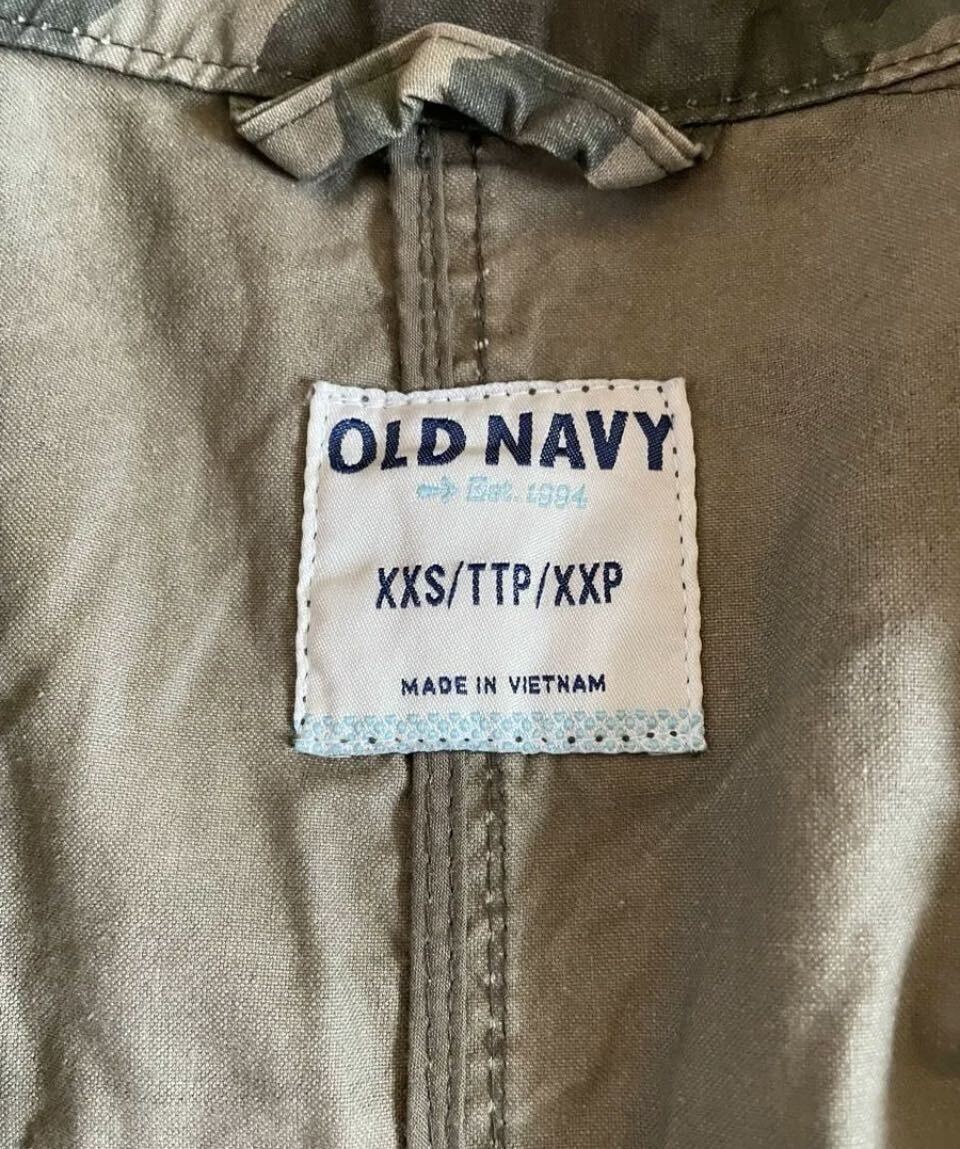 OLD NAVY
Est. 1994
XXS/TTP/XXP
MADE IN VIETNAM